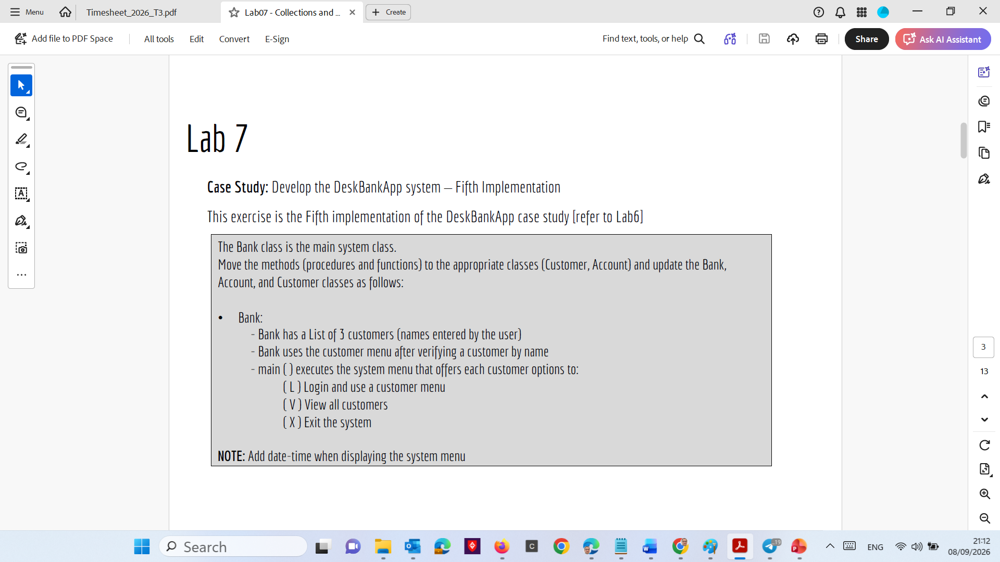 Menu
Timesheet_2026_T3.pdf
Lab07 - Collections and ...
Create
Add file to PDF Space
All tools
Edit
Convert
E-Sign
Find text, tools, or help
Share
Ask AI Assistant
Lab 7
Case Study: Develop the DeskBankApp system – Fifth Implementation
This exercise is the Fifth implementation of the DeskBankApp case study [refer to Lab6]
The Bank class is the main system class.
Move the methods (procedures and functions) to the appropriate classes (Customer, Account) and update the Bank,
Account, and Customer classes as follows:
• Bank:
- Bank has a List of 3 customers (names entered by the user)
- Bank uses the customer menu after verifying a customer by name
- main ( ) executes the system menu that offers each customer options to:
( L ) Login and use a customer menu
( V ) View all customers
( X ) Exit the system
NOTE: Add date-time when displaying the system menu
3
13
Search
C
W
19
P
ENG
21:12
08/09/2026